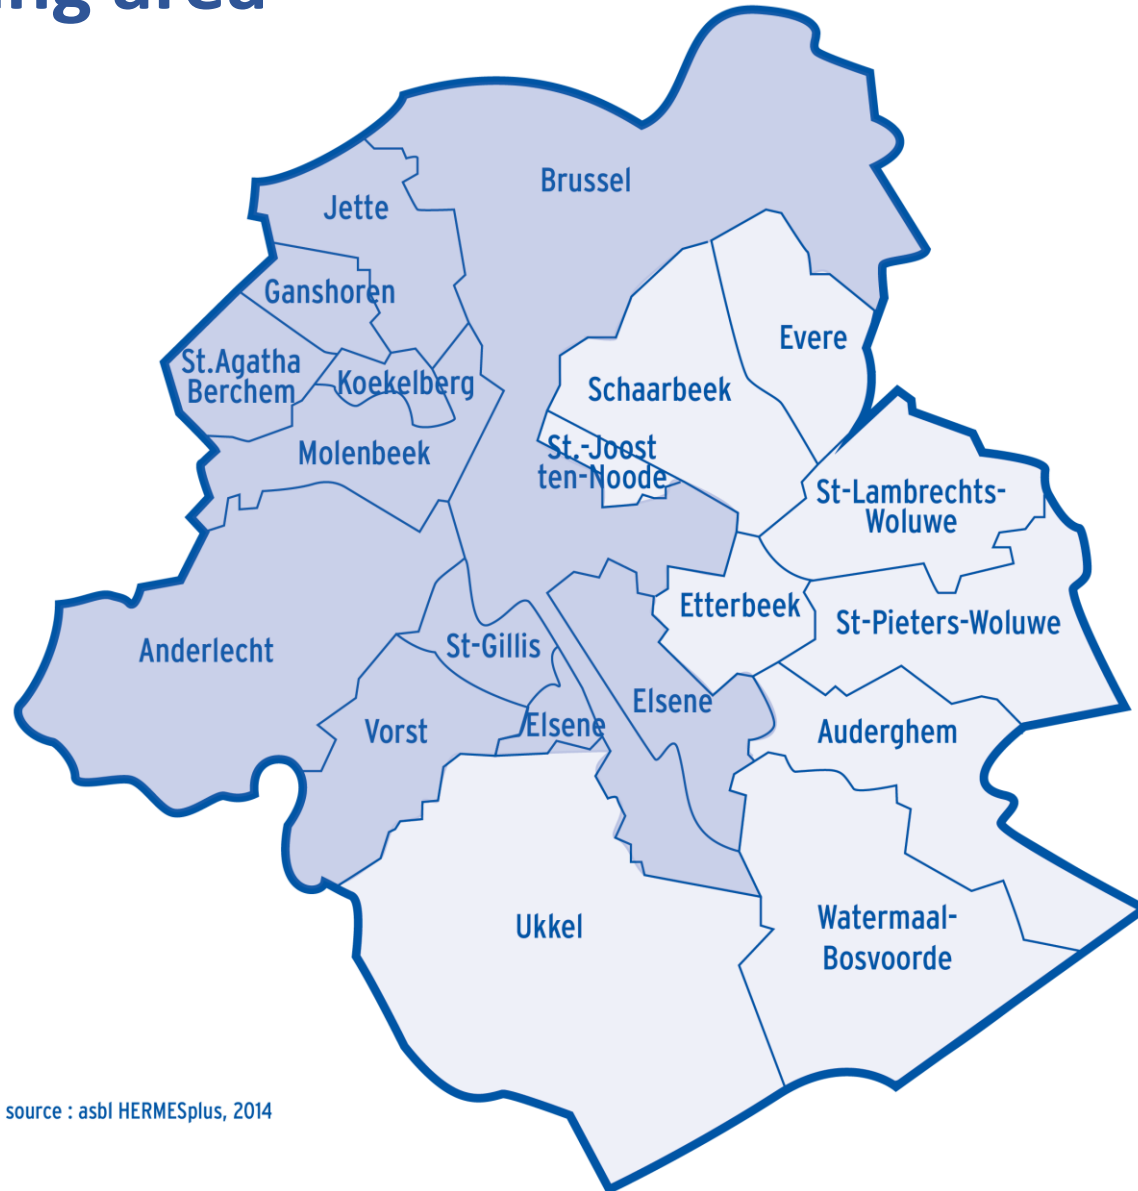 area
Brussel
Jette
Ganshoren
Evere
St.Agatha
Berchem
Koekelberg
Schaarbeek
Molenbeek
St.-Joost
ten-Noode
St-Lambrechts-
Woluwe
Etterbeek
St-Pieters-Woluwe
Anderlecht
St-Gillis
Elsene
Elsene
Vorst
Auderghem
Ukkel
Watermaal-
Bosvoorde
source : asbl HERMESplus, 2014